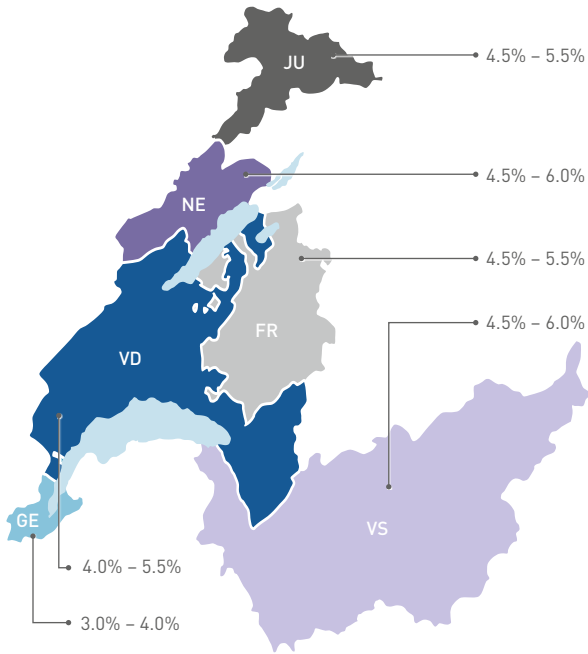 JU
4.5% – 5.5%
NE
4.5% – 6.0%
4.5% – 5.5%
FR
4.5% – 6.0%
VD
GE
VS
4.0% – 5.5%
3.0% – 4.0%